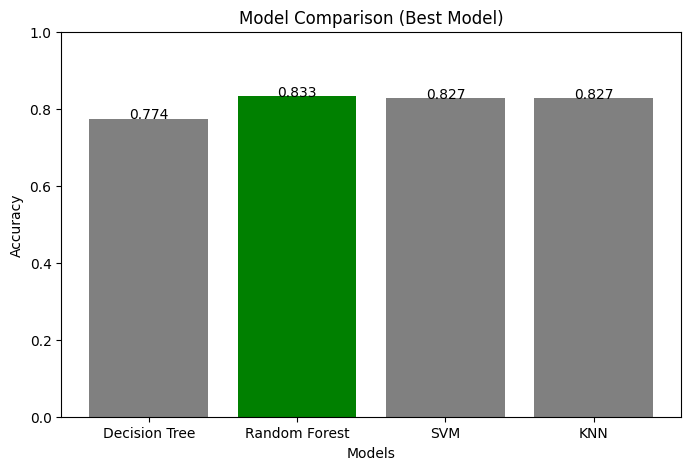 Model Comparison (Best Model)
1.0
0.8
0.6
0.4
0.2
0.0
Accuracy
0.774
0.833
0.827
0.827
Decision Tree
Random Forest
SVM
KNN
Models